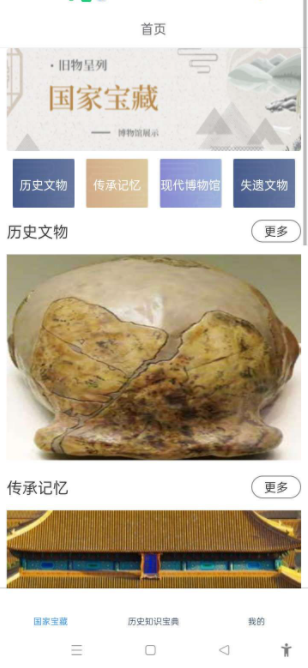 首页
· 旧物呈列
国家宝藏
博物馆展示
历史文物
传承记忆
现代博物馆
失遗文物
历史文物
更多
传承记忆
更多
国家宝藏
历史知识宝典
我的